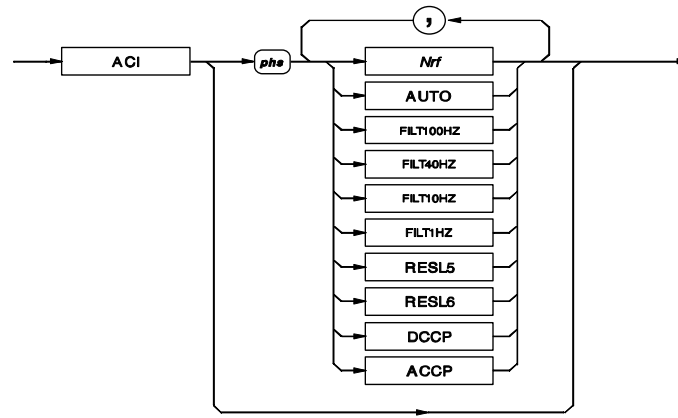 ,
ACI
phs
Nrf
AUTO
FILT100HZ
FILT40HZ
FILT10HZ
FILT1HZ
RESL5
RESL6
DCCP
ACCP